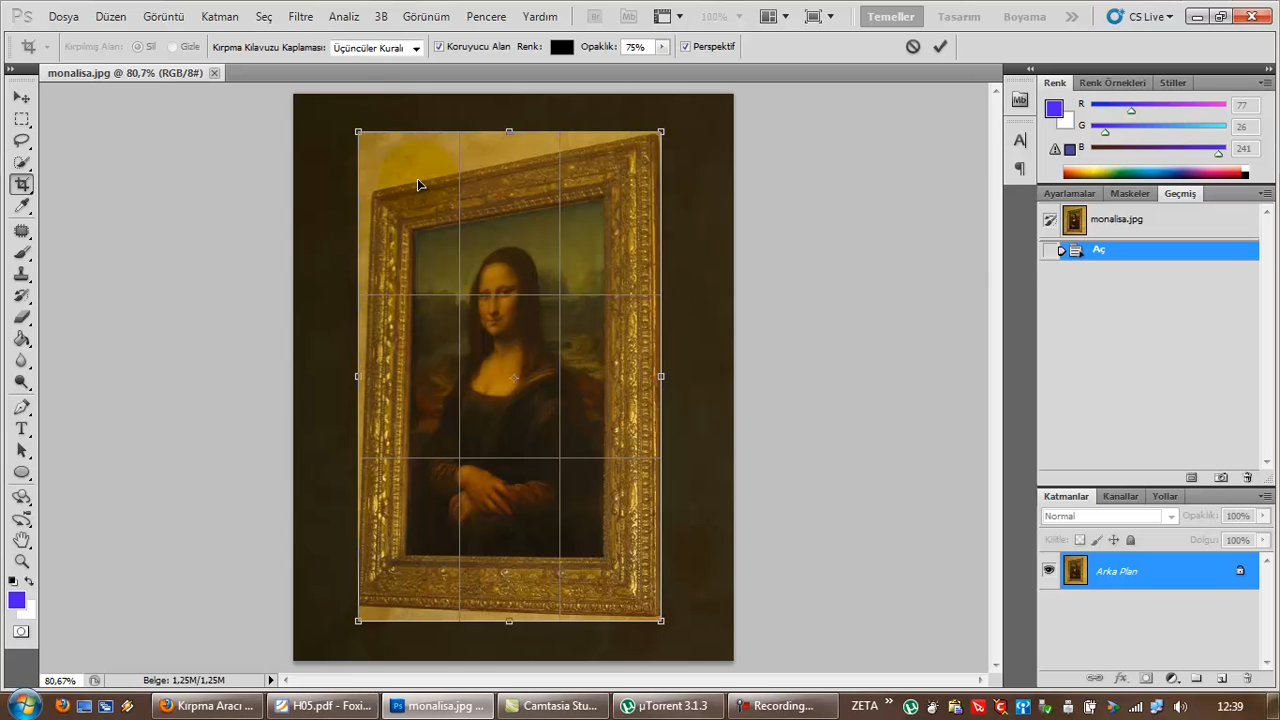 Ps Dosya Düzen Görüntü Katman Seç Filtre Analiz 3B Görünüm Pencere Yardım Br Mb 100% Temeller Tasarım Boyama CS Live
Kırpılmış Alan: Sil Gizle Kırpma Kılavuzu Kaplaması: Üçüncüler Kuralı Koruyucu Alan Renk: Opaklık: 75% Perspektif
monalisa.jpg @ 80,7% (RGB/8#)
Renk Renk Örnekleri Stiller
R 77
G 26
B 241
Mb
A
Ayarlamalar Maskeler Geçmiş
monalisa.jpg
Aç
Katmanlar Kanallar Yollar
Normal Opaklık: 100%
Kilitle: Dolgu: 100%
Arka Plan
80,67% Belge: 1,25M/1,25M
Kırpma Aracı ... H05.pdf - Foxi... Ps monalisa.jpg ... Camtasia Stu... µTorrent 3.1.3 Recording... ZETA 12:39